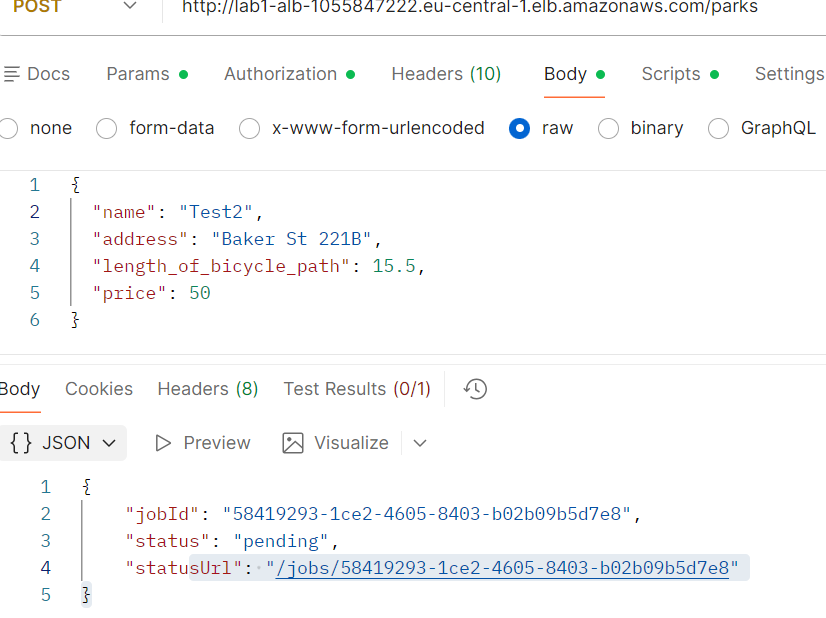 POST http://lab1-alb-1055847222.eu-central-1.elb.amazonaws.com/parks
Docs Params Authorization Headers (10) Body Scripts Settings
none form-data x-www-form-urlencoded raw binary GraphQL
1 {
2 "name": "Test2",
3 "address": "Baker St 221B",
4 "length_of_bicycle_path": 15.5,
5 "price": 50
6 }
Body Cookies Headers (8) Test Results (0/1)
{} JSON Preview Visualize
1 {
2 "jobId": "58419293-1ce2-4605-8403-b02b09b5d7e8",
3 "status": "pending",
4 "statusUrl": "/jobs/58419293-1ce2-4605-8403-b02b09b5d7e8"
5 }